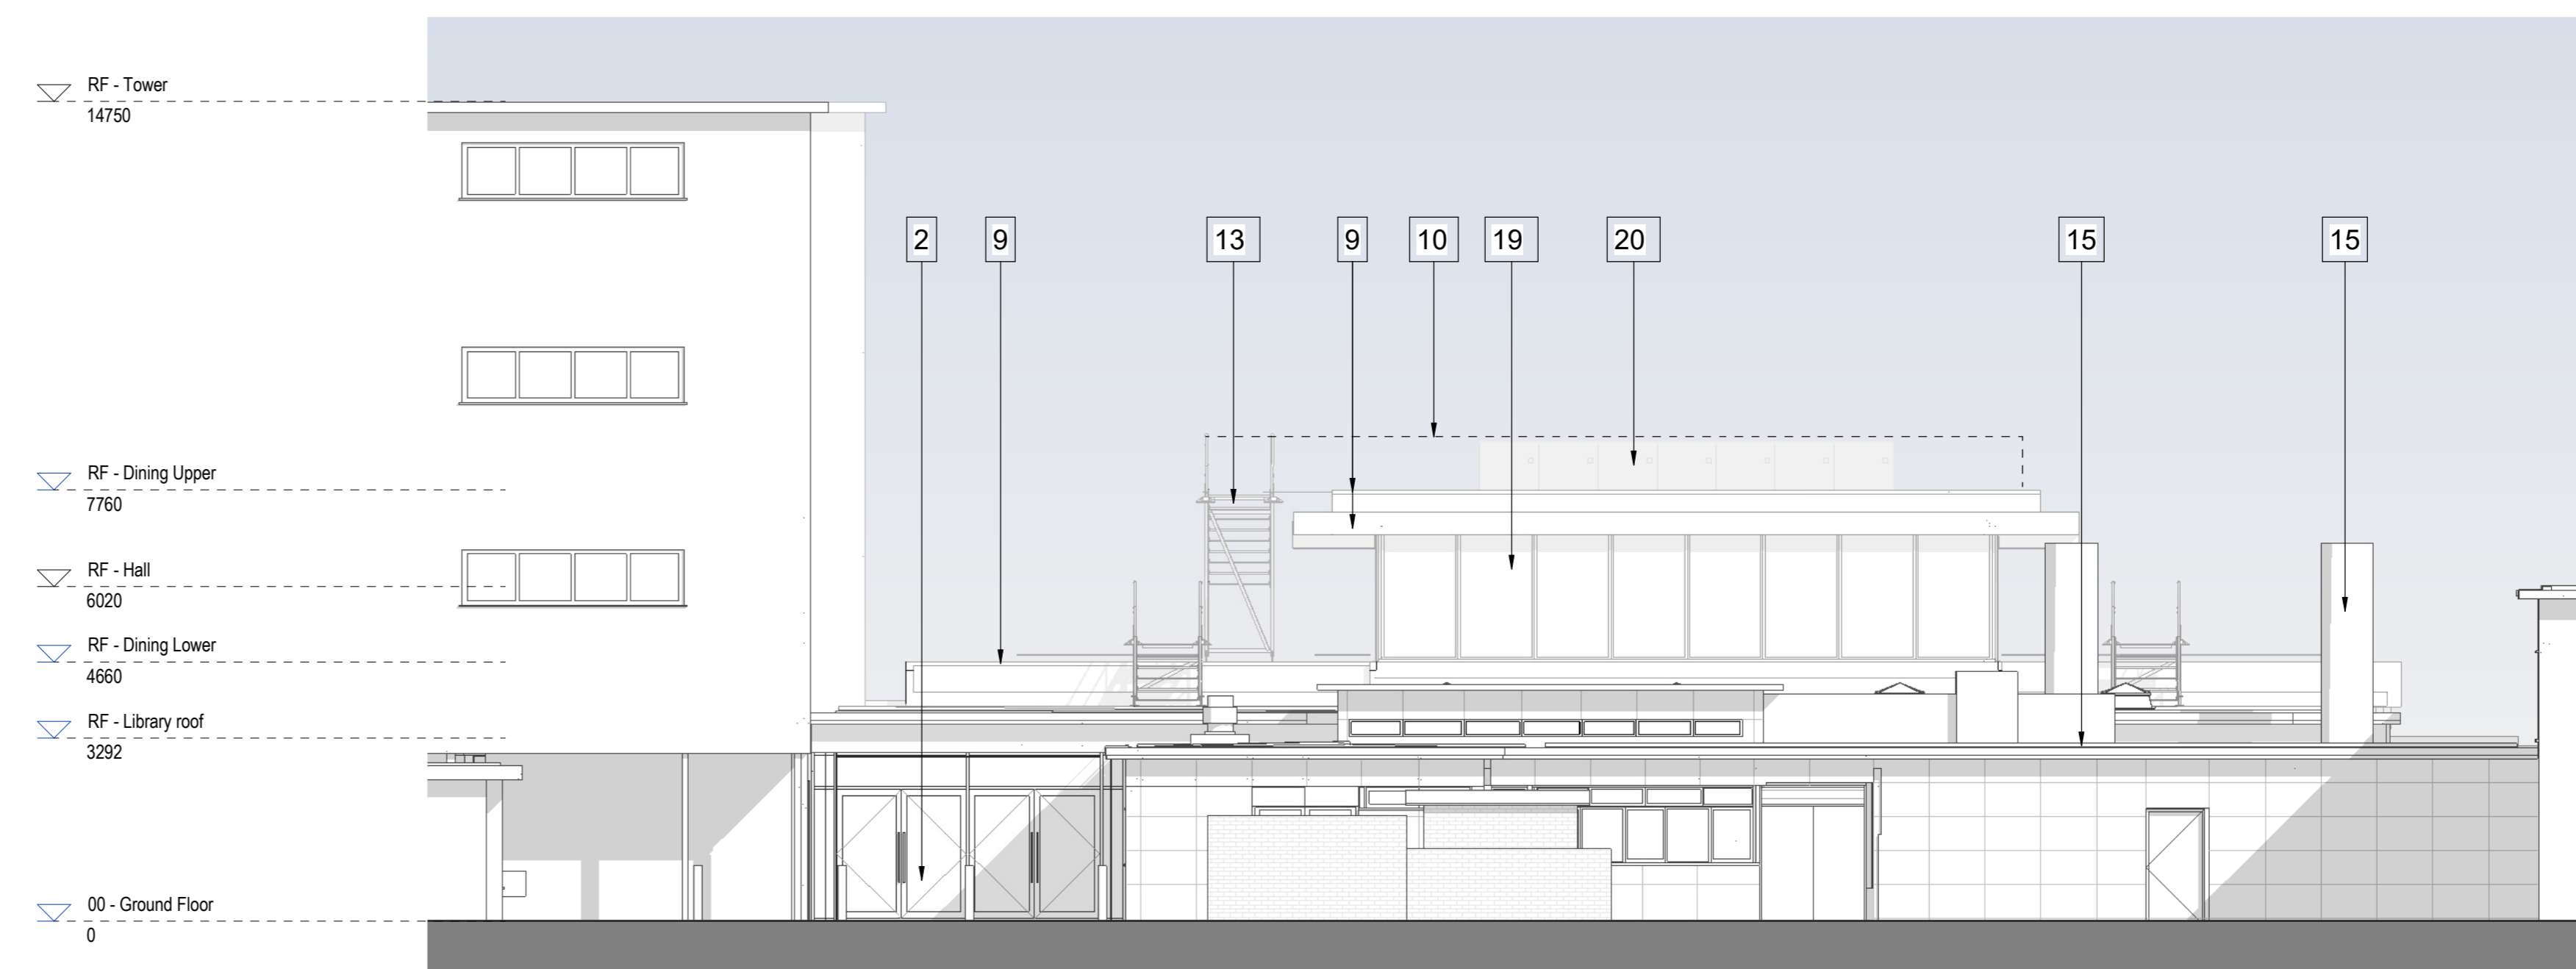 RF - Tower
14750
2 9 13 9 10 19 20 15 15
RF - Dining Upper
7760
RF - Hall
6020
RF - Dining Lower
4660
RF - Library roof
3292
00 - Ground Floor
0